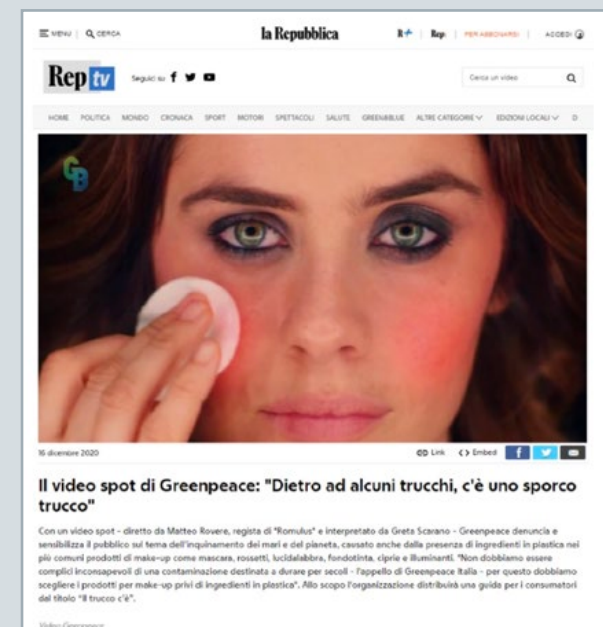 MENU | CERCA
la Repubblica
R+ | Rep: | PER ABBONARSI | ACCEDI
Rep tv
Seguici su
Cerca un video
HOME POLITICA MONDO CRONACA SPORT MOTORI SPETTACOLI SALUTE GREEN&BLUE ALTRE CATEGORIE EDIZIONI LOCALI
GB
16 dicembre 2020
Link <> Embed
Il video spot di Greenpeace: "Dietro ad alcuni trucchi, c'è uno sporco
trucco"
Con un video spot - diretto da Matteo Rovere, regista di "Romulus" e interpretato da Greta Scarano - Greenpeace denuncia e
sensibilizza il pubblico sul tema dell'inquinamento dei mari e del pianeta, causato anche dalla presenza di ingredienti in plastica nei
più comuni prodotti di make-up come mascara, rossetti, lucidalabbra, fondotinta, ciprie e illuminanti. "Non dobbiamo essere
complici inconsapevoli di una contaminazione destinata a durare per secoli - l'appello di Greenpeace Italia - per questo dobbiamo
scegliere i prodotti per make-up privi di ingredienti in plastica". Allo scopo l'organizzazione distribuirà una guida per i consumatori
dal titolo "Il trucco c'è".
Video Greenpeace